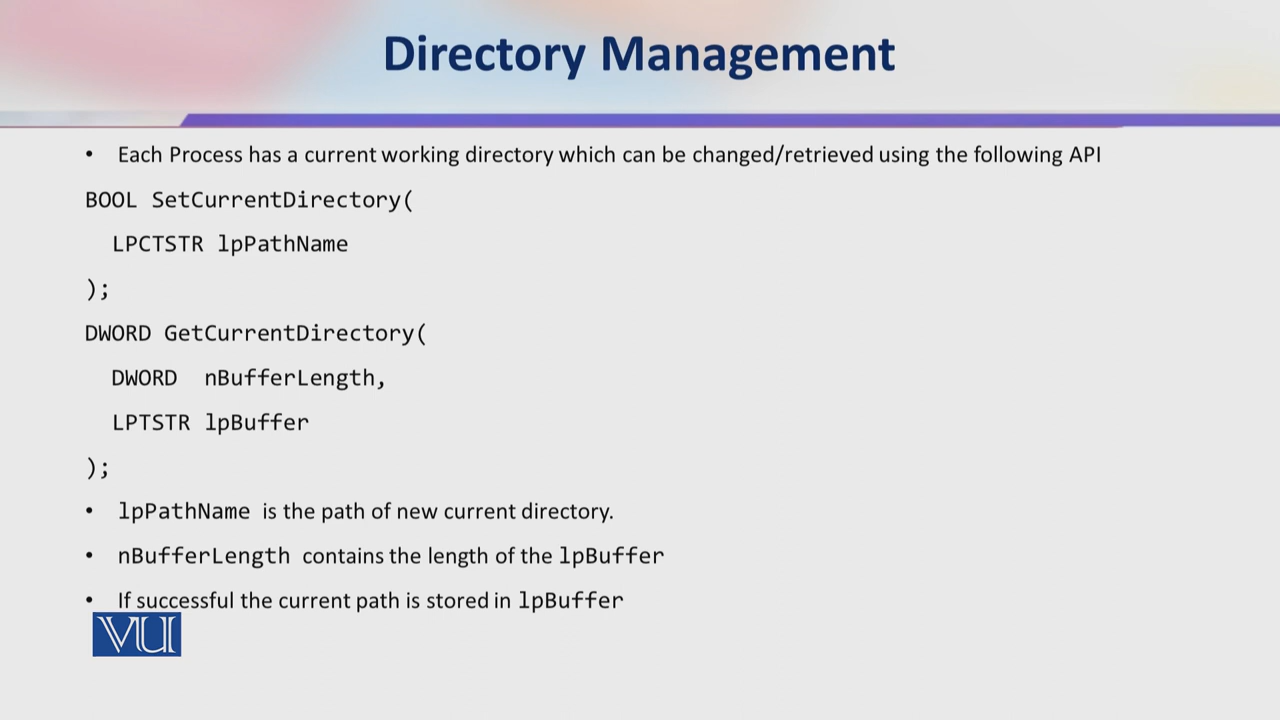 Directory Management
• Each Process has a current working directory which can be changed/retrieved using the following API
BOOL SetCurrentDirectory(
LPCTSTR lpPathName
);
DWORD GetCurrentDirectory(
DWORD nBufferLength,
LPTSTR lpBuffer
);
• lpPathName is the path of new current directory.
• nBufferLength contains the length of the lpBuffer
• If successful the current path is stored in lpBuffer
VU